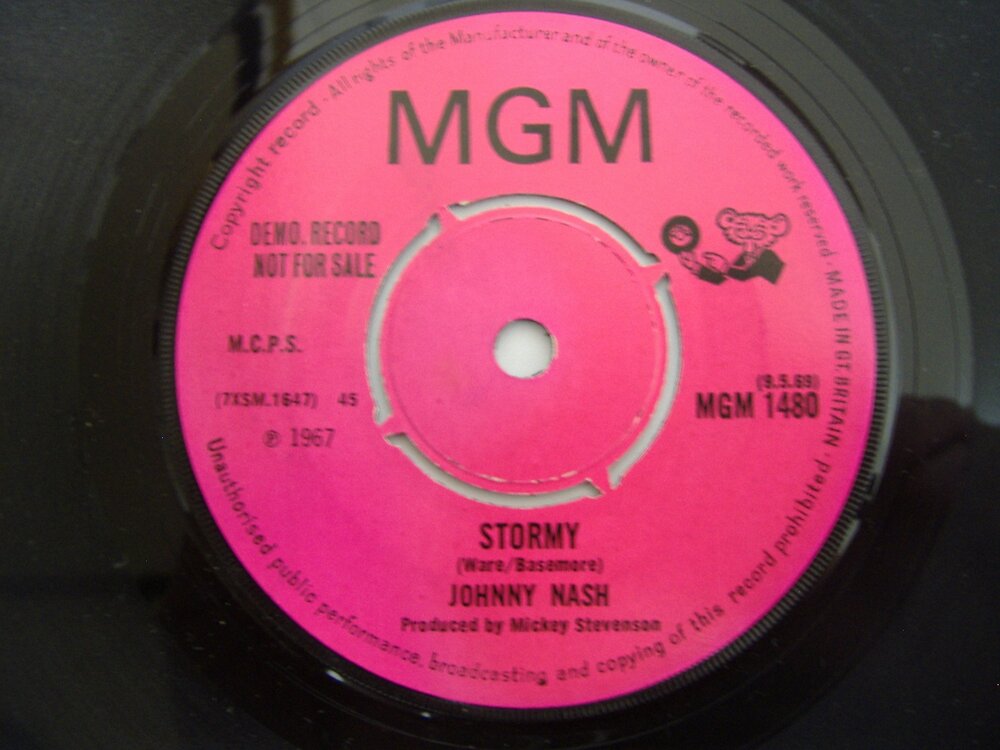 Copyright record · All rights of the Manufacturer and of the owner of the recorded work reserved · MADE IN GT. BRITAIN ·
MGM
DEMO. RECORD
NOT FOR SALE
M.C.P.S.
(7XSM.1647) 45
℗ 1967
(9.5.69)
MGM 1480
STORMY
(Ware/Basemore)
JOHNNY NASH
Produced by Mickey Stevenson
Unauthorised public performance, broadcasting and copying of this record prohibited ·